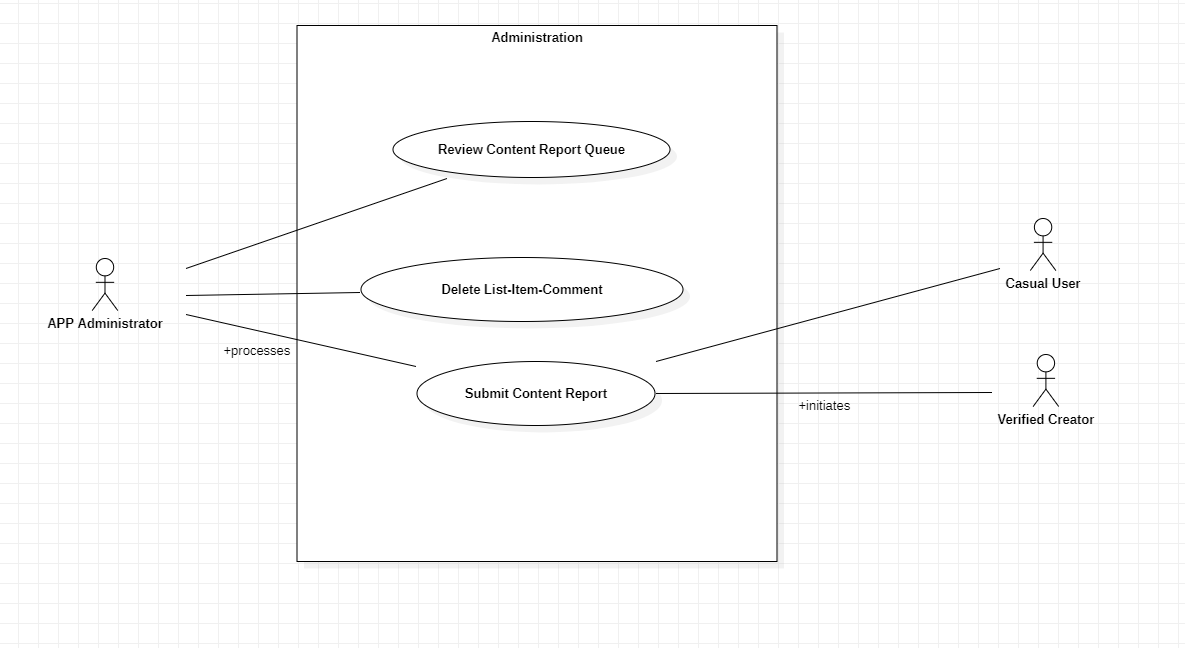 Administration
Review Content Report Queue
Delete List-Item-Comment
Submit Content Report
APP Administrator
+processes
Casual User
+initiates
Verified Creator